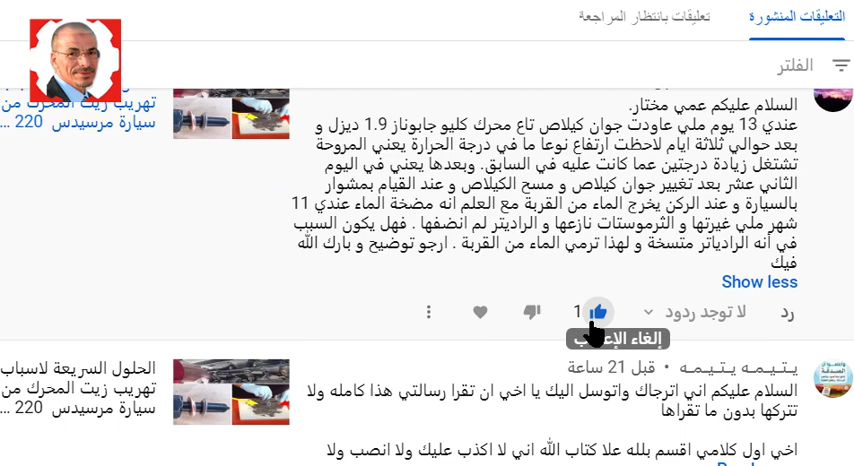 التعليقات المنشورة
تعليقات بانتظار المراجعة
الفلتر
السلام عليكم عمي مختار.
عندي 13 يوم ملي عاودت جوان كيلاص تاع محرك كليو جابوناز 1.9 ديزل و
بعد حوالي ثلاثة ايام لاحظت ارتفاع نوعا ما في درجة الحرارة يعني المروحة
تشتغل زيادة درجتين عما كانت عليه في السابق. وبعدها يعني في اليوم
الثاني عشر بعد تغيير جوان كيلاص و مسح الكيلاص و عند القيام بمشوار
بالسيارة و عند الركن يخرج الماء من القربة مع العلم انه مضخة الماء عندي 11
شهر ملي غيرتها و الثرموستات نازعها و الراديتر لم انضفها . فهل يكون السبب
في أنه الرادياتر متسخة و لهذا ترمي الماء من القربة . ارجو توضيح و بارك الله
فيك
Show less
تهريب زيت المحرك من
سيارة مرسيدس 220 ...
رد
لا توجد ردود
1
إلغاء
يـتـيـمـه يـتـيـمـه • قبل 21 ساعة
السلام عليكم اني اترجاك واتوسل اليك يا اخي ان تقرا رسالتي هذا كامله ولا
تتركها بدون ما تقراها
اخي اول كلامي اقسم بلله علا كتاب الله اني لا اكذب عليك ولا انصب ولا
الحلول السريعة لاسباب
تهريب زيت المحرك من
سيارة مرسيدس 220 ...